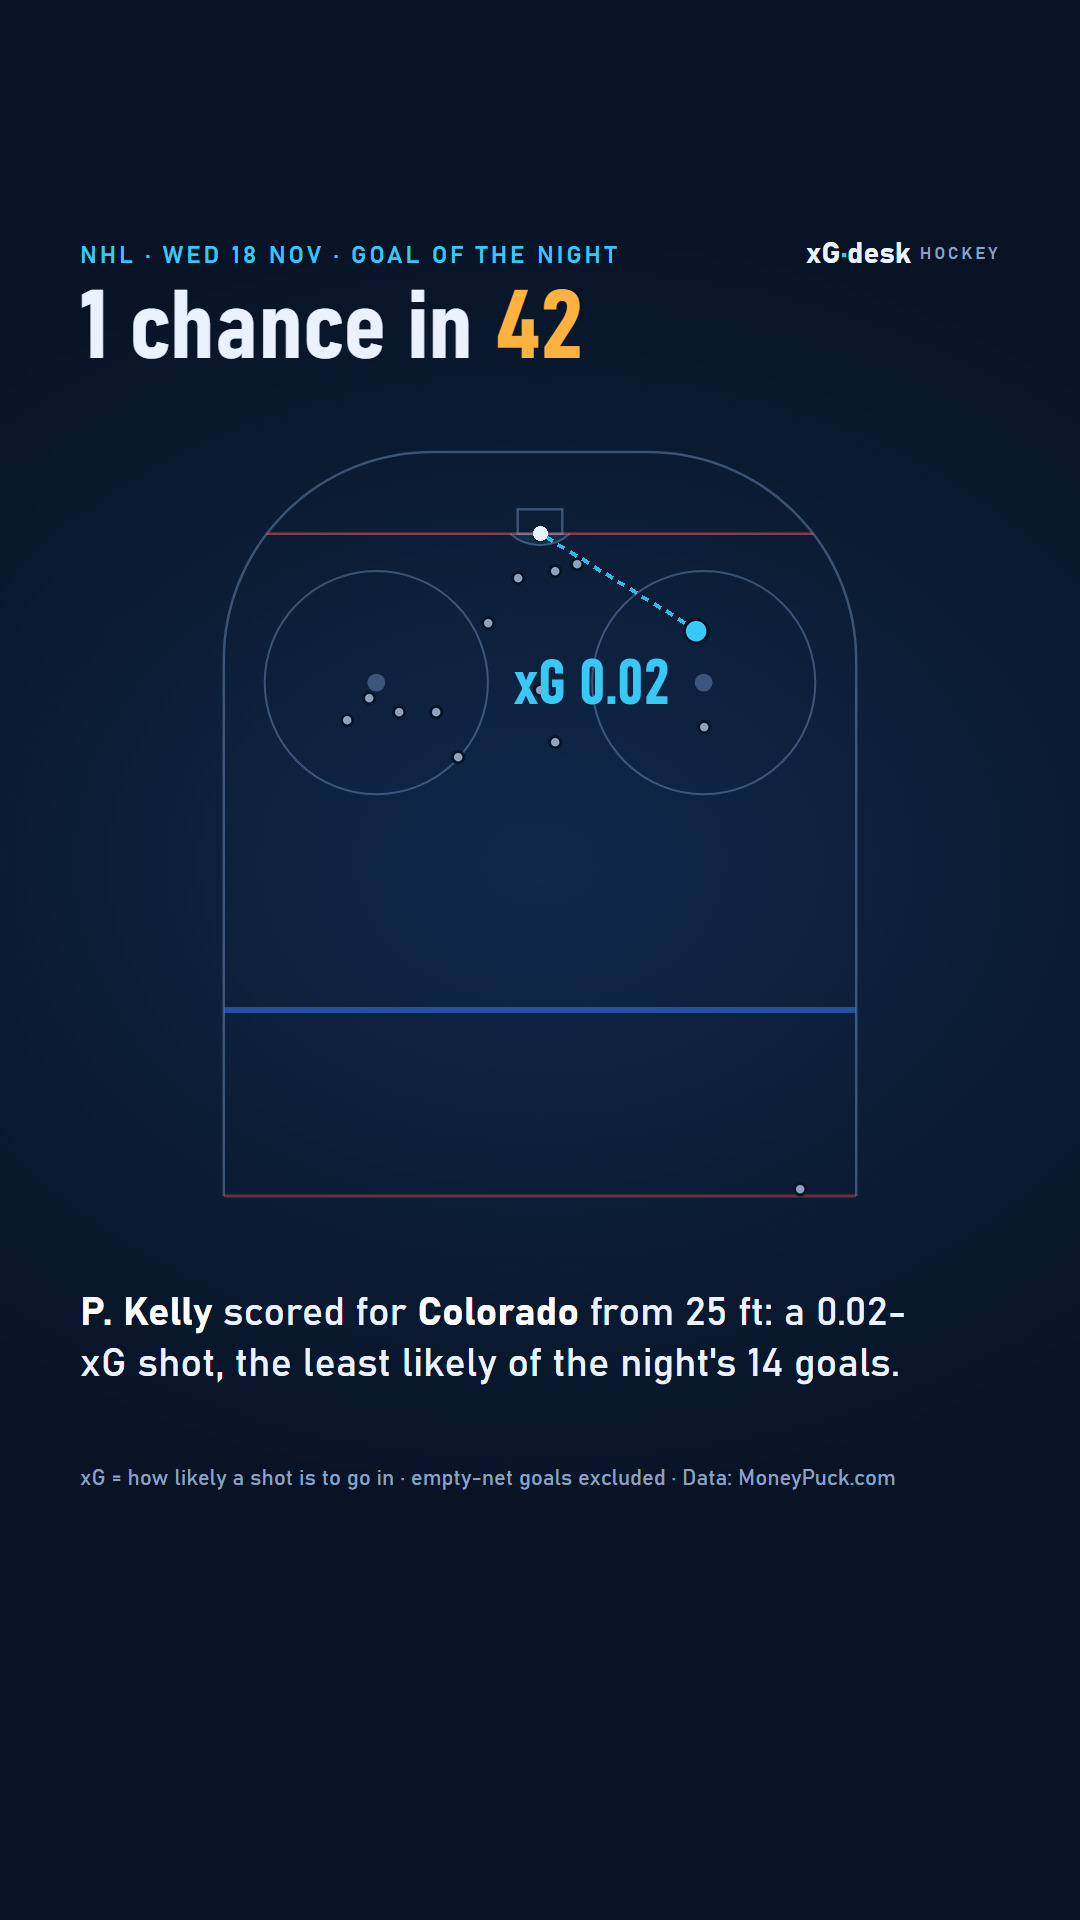 NHL · WED 18 NOV · GOAL OF THE NIGHT
xG·desk HOCKEY
1 chance in 42
xG 0.02
P. Kelly scored for Colorado from 25 ft: a 0.02-
xG shot, the least likely of the night's 14 goals.
xG = how likely a shot is to go in · empty-net goals excluded · Data: MoneyPuck.com